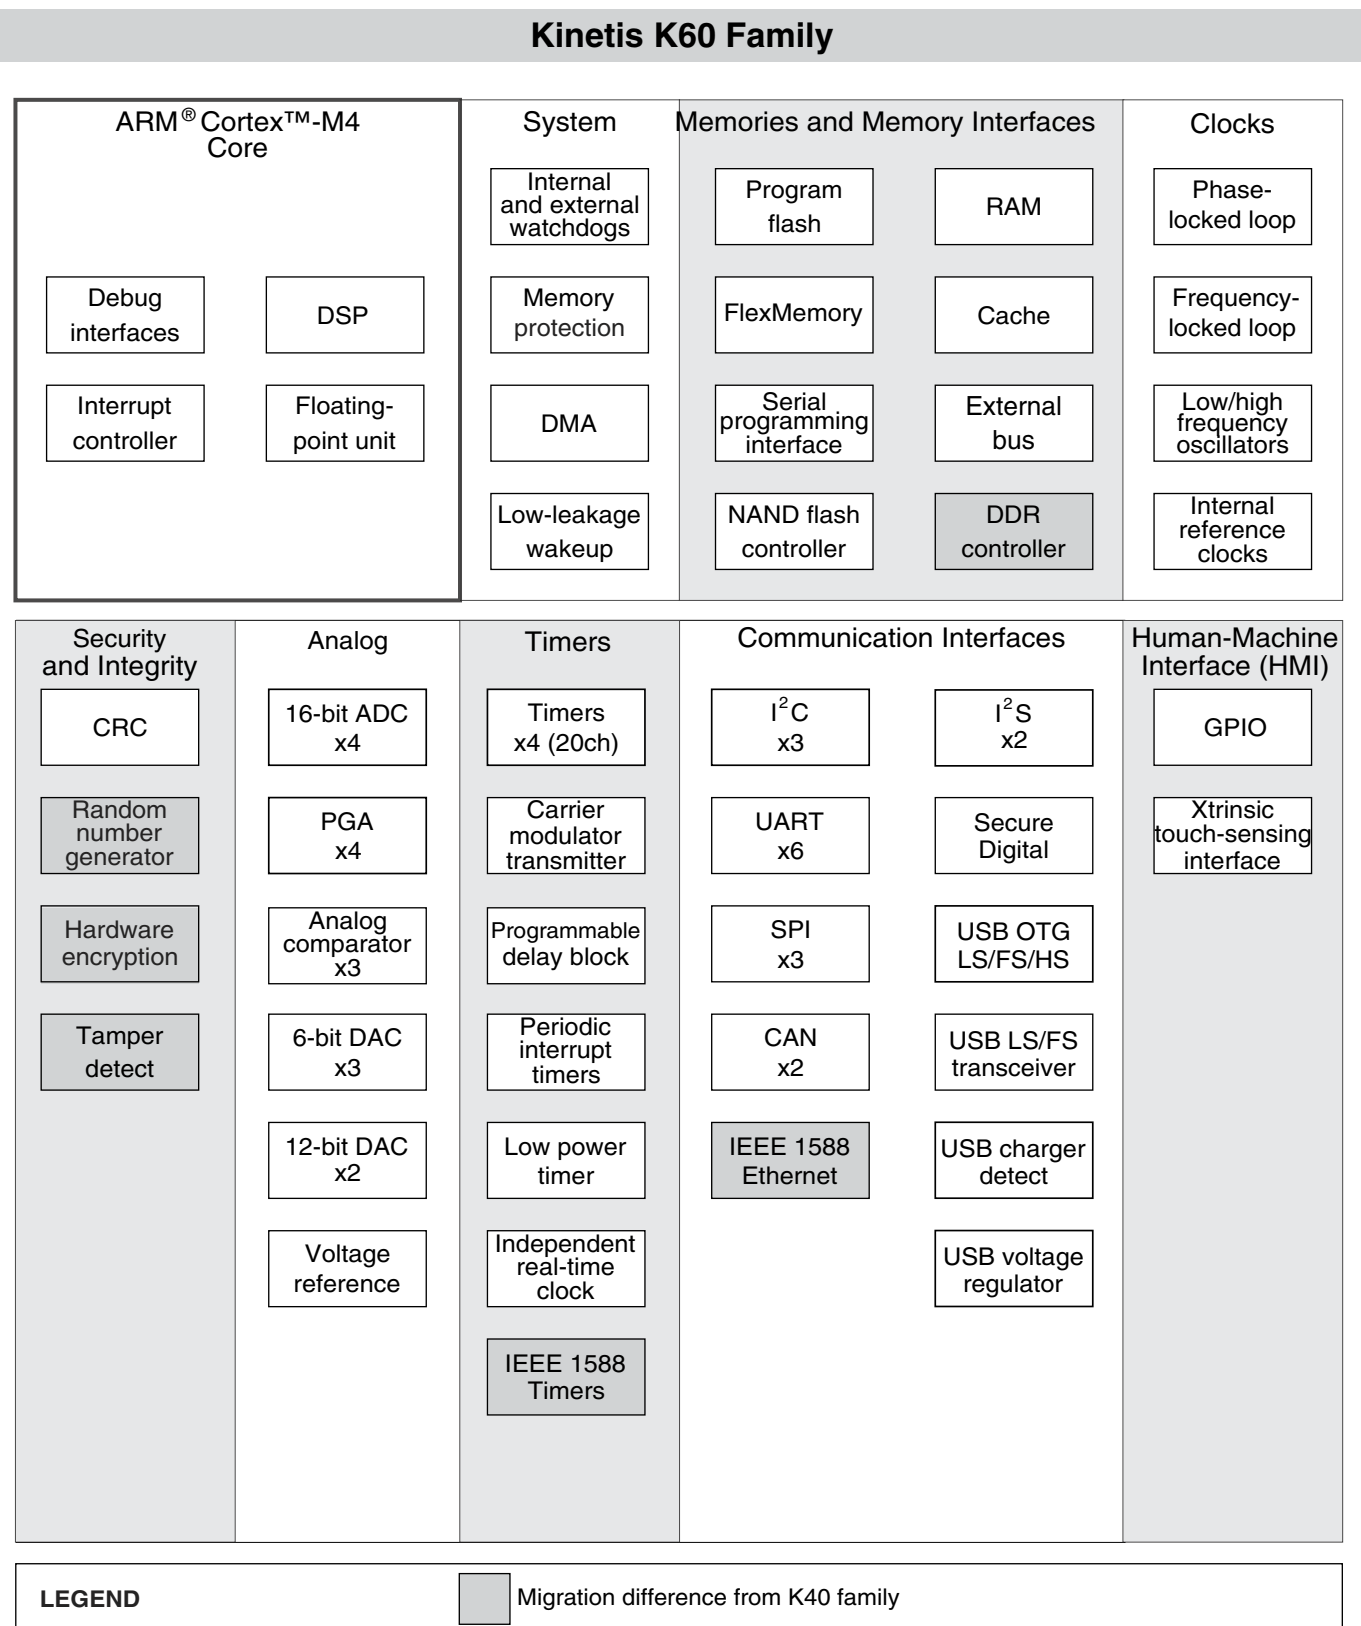 Kinetis K60 Family
ARM® Cortex™-M4
Core
Debug
interfaces
DSP
Interrupt
controller
Floating-
point unit
System
Internal
and external
watchdogs
Memory
protection
DMA
Low-leakage
wakeup
Memories and Memory Interfaces
Program
flash
RAM
FlexMemory
Cache
Serial
programming
interface
External
bus
NAND flash
controller
DDR
controller
Clocks
Phase-
locked loop
Frequency-
locked loop
Low/high
frequency
oscillators
Internal
reference
clocks
Security
and Integrity
CRC
Random
number
generator
Hardware
encryption
Tamper
detect
Analog
16-bit ADC
x4
PGA
x4
Analog
comparator
x3
6-bit DAC
x3
12-bit DAC
x2
Voltage
reference
Timers
Timers
x4 (20ch)
Carrier
modulator
transmitter
Programmable
delay block
Periodic
interrupt
timers
Low power
timer
Independent
real-time
clock
IEEE 1588
Timers
Communication Interfaces
I²C
x3
I²S
x2
UART
x6
Secure
Digital
SPI
x3
USB OTG
LS/FS/HS
CAN
x2
USB LS/FS
transceiver
IEEE 1588
Ethernet
USB charger
detect
USB voltage
regulator
Human-Machine
Interface (HMI)
GPIO
Xtrinsic
touch-sensing
interface
LEGEND
Migration difference from K40 family